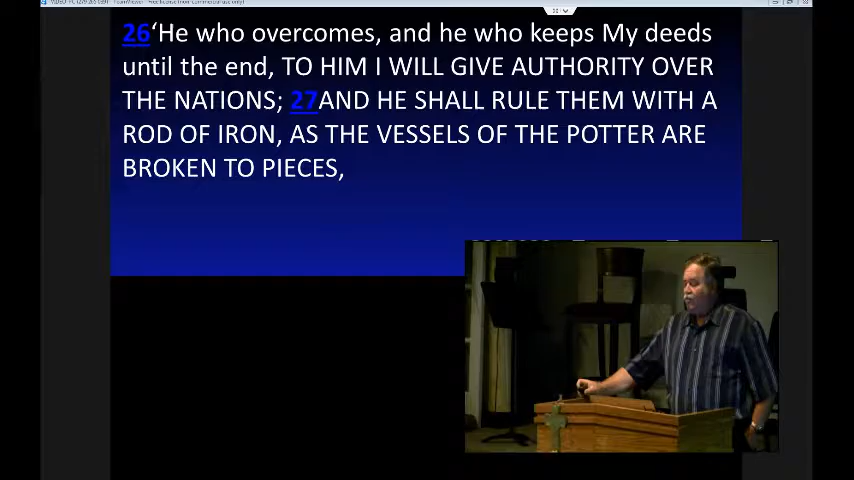 26‘He who overcomes, and he who keeps My deeds
until the end, TO HIM I WILL GIVE AUTHORITY OVER
THE NATIONS; 27AND HE SHALL RULE THEM WITH A
ROD OF IRON, AS THE VESSELS OF THE POTTER ARE
BROKEN TO PIECES,